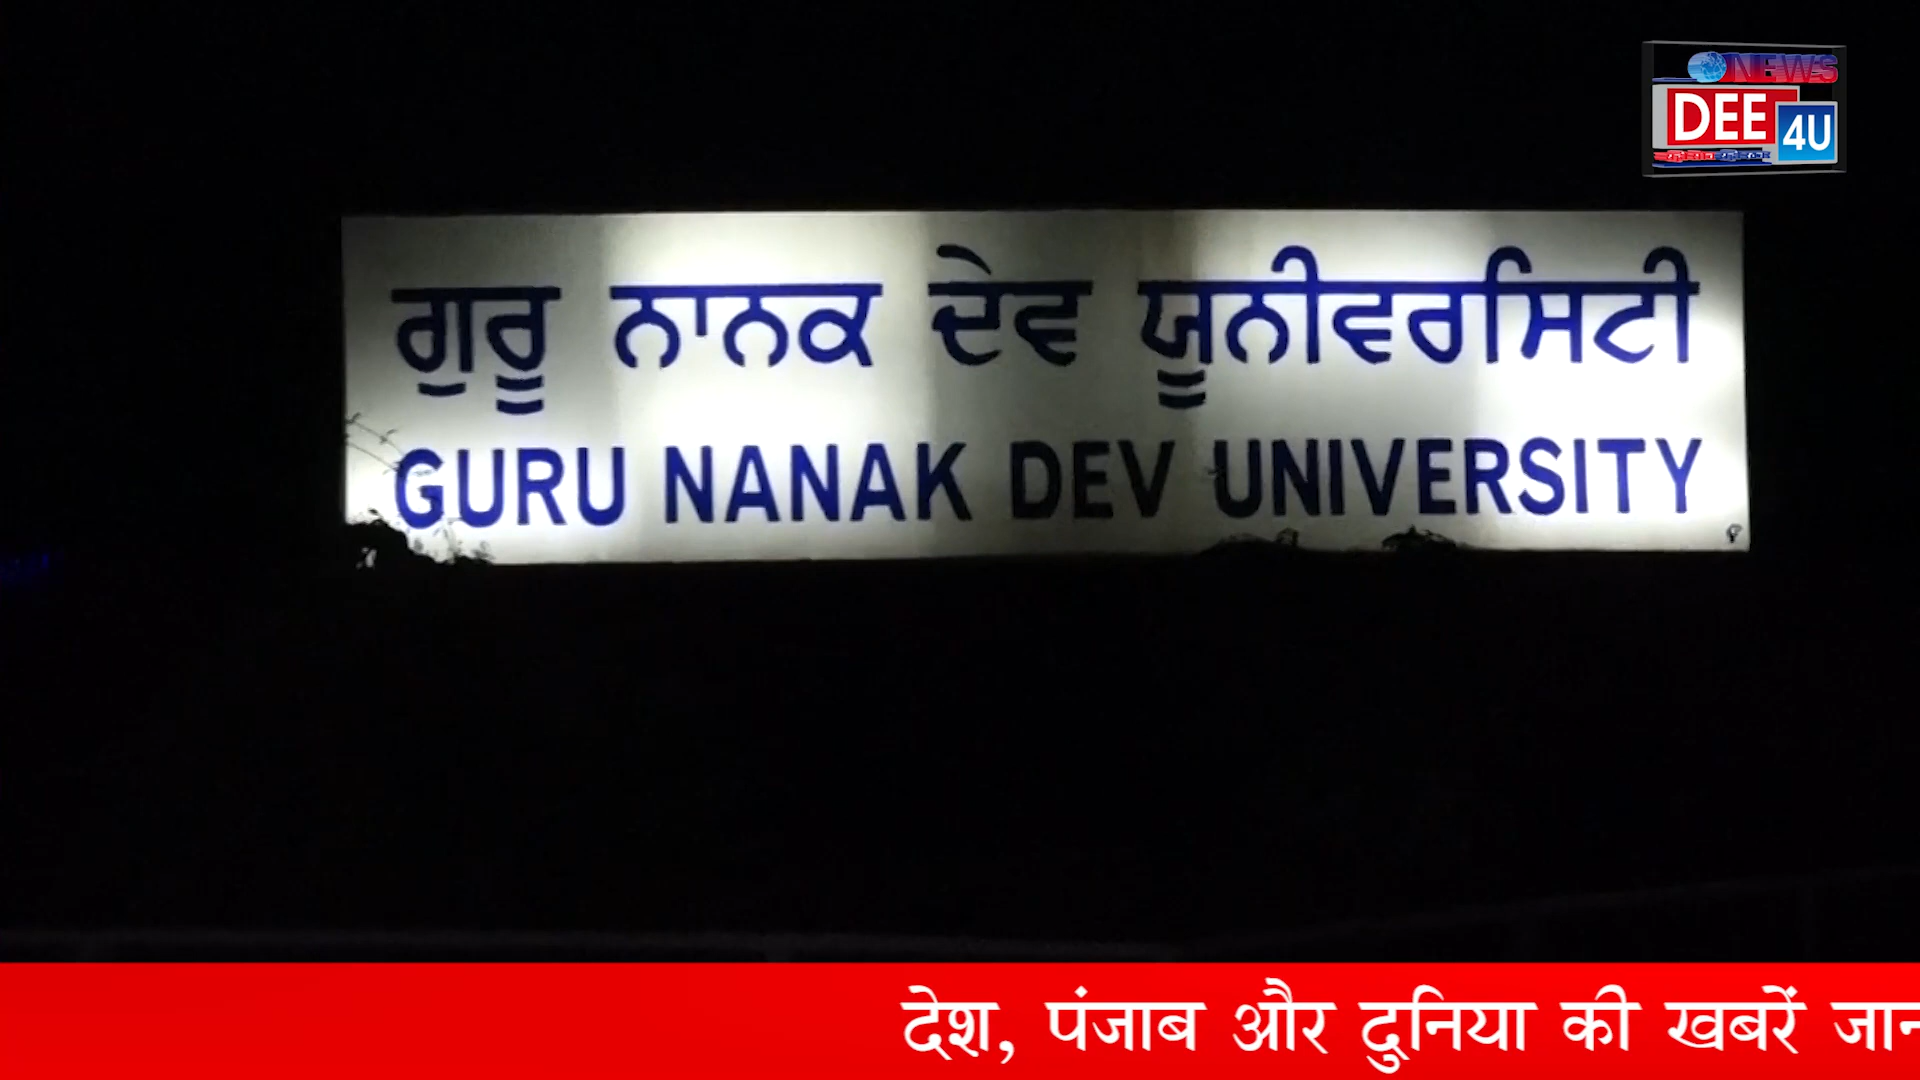 NEWS
DEE
4U
ਗੁਰੂ ਨਾਨਕ ਦੇਵ ਯੂਨੀਵਰਸਿਟੀ
GURU NANAK DEV UNIVERSITY
देश, पंजाब और दुनिया की खबरें